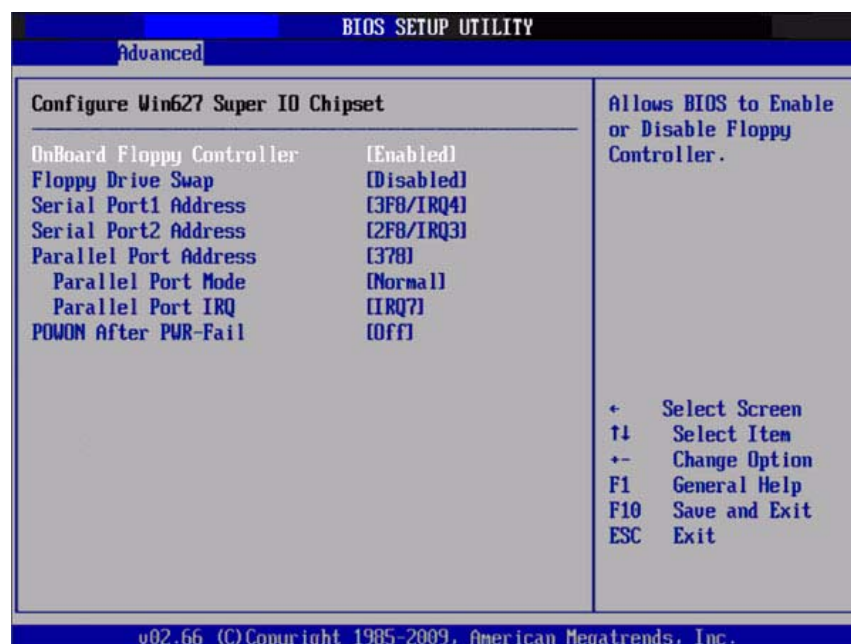 BIOS SETUP UTILITY
Advanced
Configure Win627 Super IO Chipset
OnBoard Floppy Controller [Enabled]
Floppy Drive Swap [Disabled]
Serial Port1 Address [3F8/IRQ4]
Serial Port2 Address [2F8/IRQ3]
Parallel Port Address [378]
Parallel Port Mode [Normal]
Parallel Port IRQ [IRQ7]
POWON After PWR-Fail [Off]
Allows BIOS to Enable
or Disable Floppy
Controller.
← Select Screen
↑↓ Select Item
+- Change Option
F1 General Help
F10 Save and Exit
ESC Exit
v02.66 (C)Copyright 1985-2009, American Megatrends, Inc.